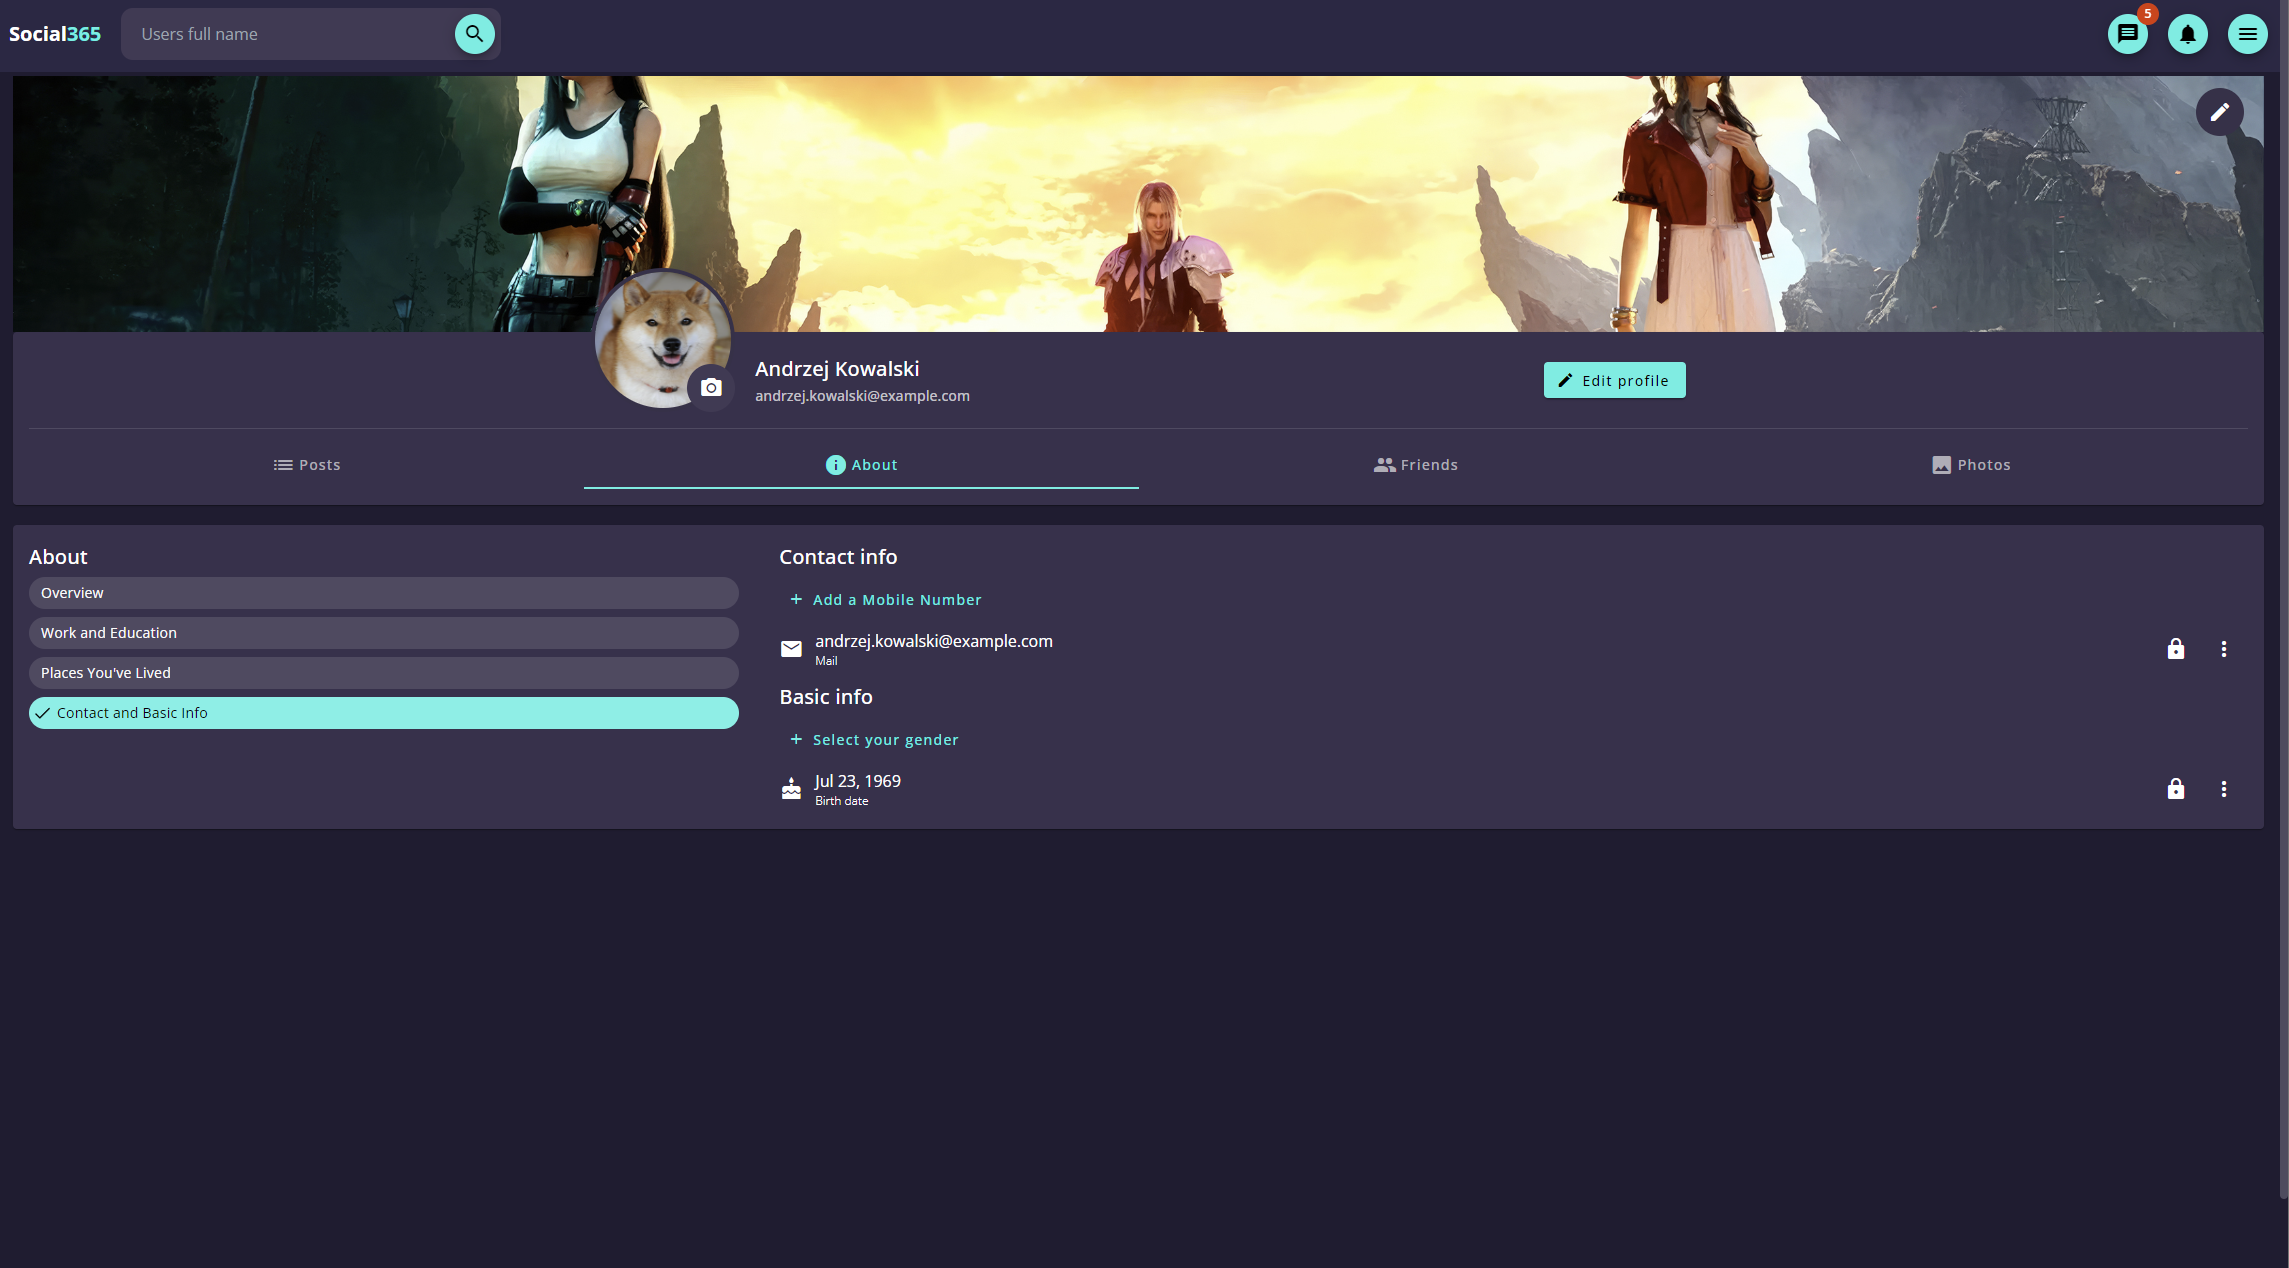 Social365
Users full name
5
Andrzej Kowalski
andrzej.kowalski@example.com
Edit profile
Posts
About
Friends
Photos
About
Overview
Work and Education
Places You've Lived
Contact and Basic Info
Contact info
+ Add a Mobile Number
andrzej.kowalski@example.com
Mail
Basic info
+ Select your gender
Jul 23, 1969
Birth date